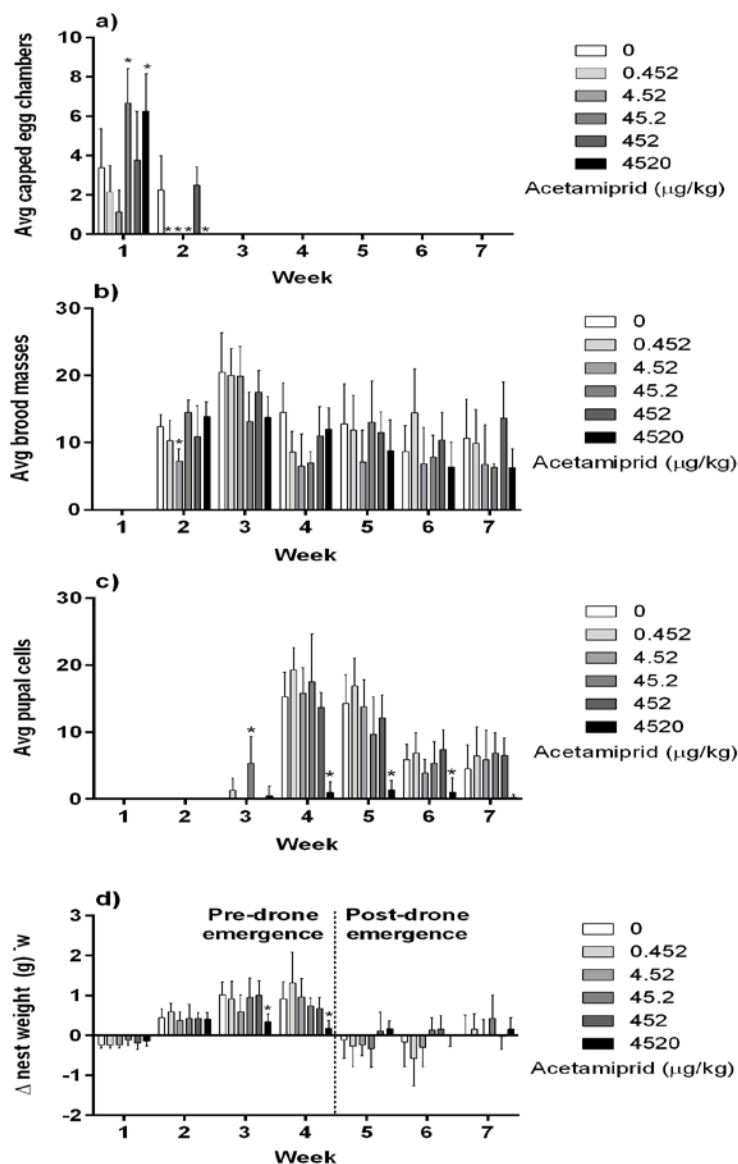 a)
Avg capped egg chambers
10
8
6
4
2
0
* *
* * * *
1 2 3 4 5 6 7
Week
0
0.452
4.52
45.2
452
4520
Acetamiprid (µg/kg)
b)
Avg brood masses
30
20
10
0
*
1 2 3 4 5 6 7
Week
0
0.452
4.52
45.2
452
4520
Acetamiprid (µg/kg)
c)
Avg pupal cells
30
20
10
0
* * * *
1 2 3 4 5 6 7
Week
0
0.452
4.52
45.2
452
4520
Acetamiprid (µg/kg)
d)
Δ nest weight (g) ¯w
Pre-drone Post-drone
emergence emergence
3
2
1
0
-1
-2
* *
1 2 3 4 5 6 7
Week
0
0.452
4.52
45.2
452
4520
Acetamiprid (µg/kg)